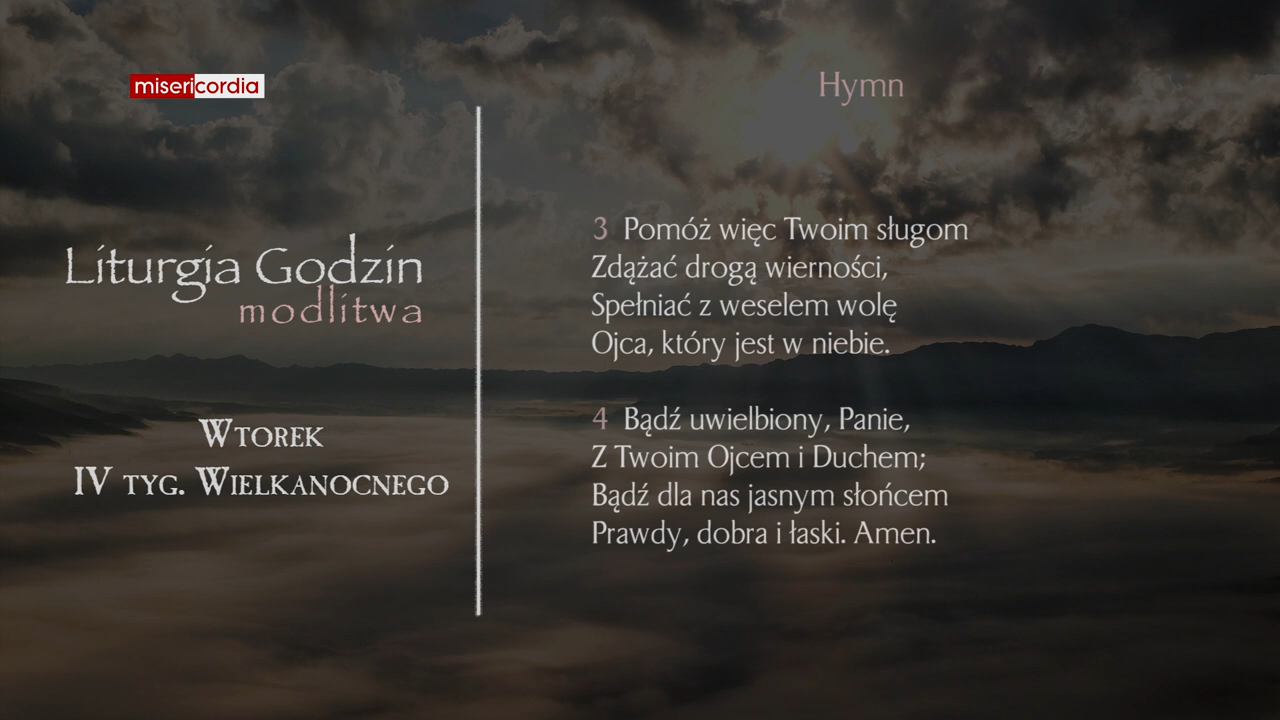 misericordia
Liturgia Godzin
modlitwa
Wtorek
IV tyg. Wielkanocnego
Hymn
3 Pomóż więc Twoim sługom
Zdążać drogą wierności,
Spełniać z weselem wolę
Ojca, który jest w niebie.
4 Bądź uwielbiony, Panie,
Z Twoim Ojcem i Duchem;
Bądź dla nas jasnym słońcem
Prawdy, dobra i łaski. Amen.